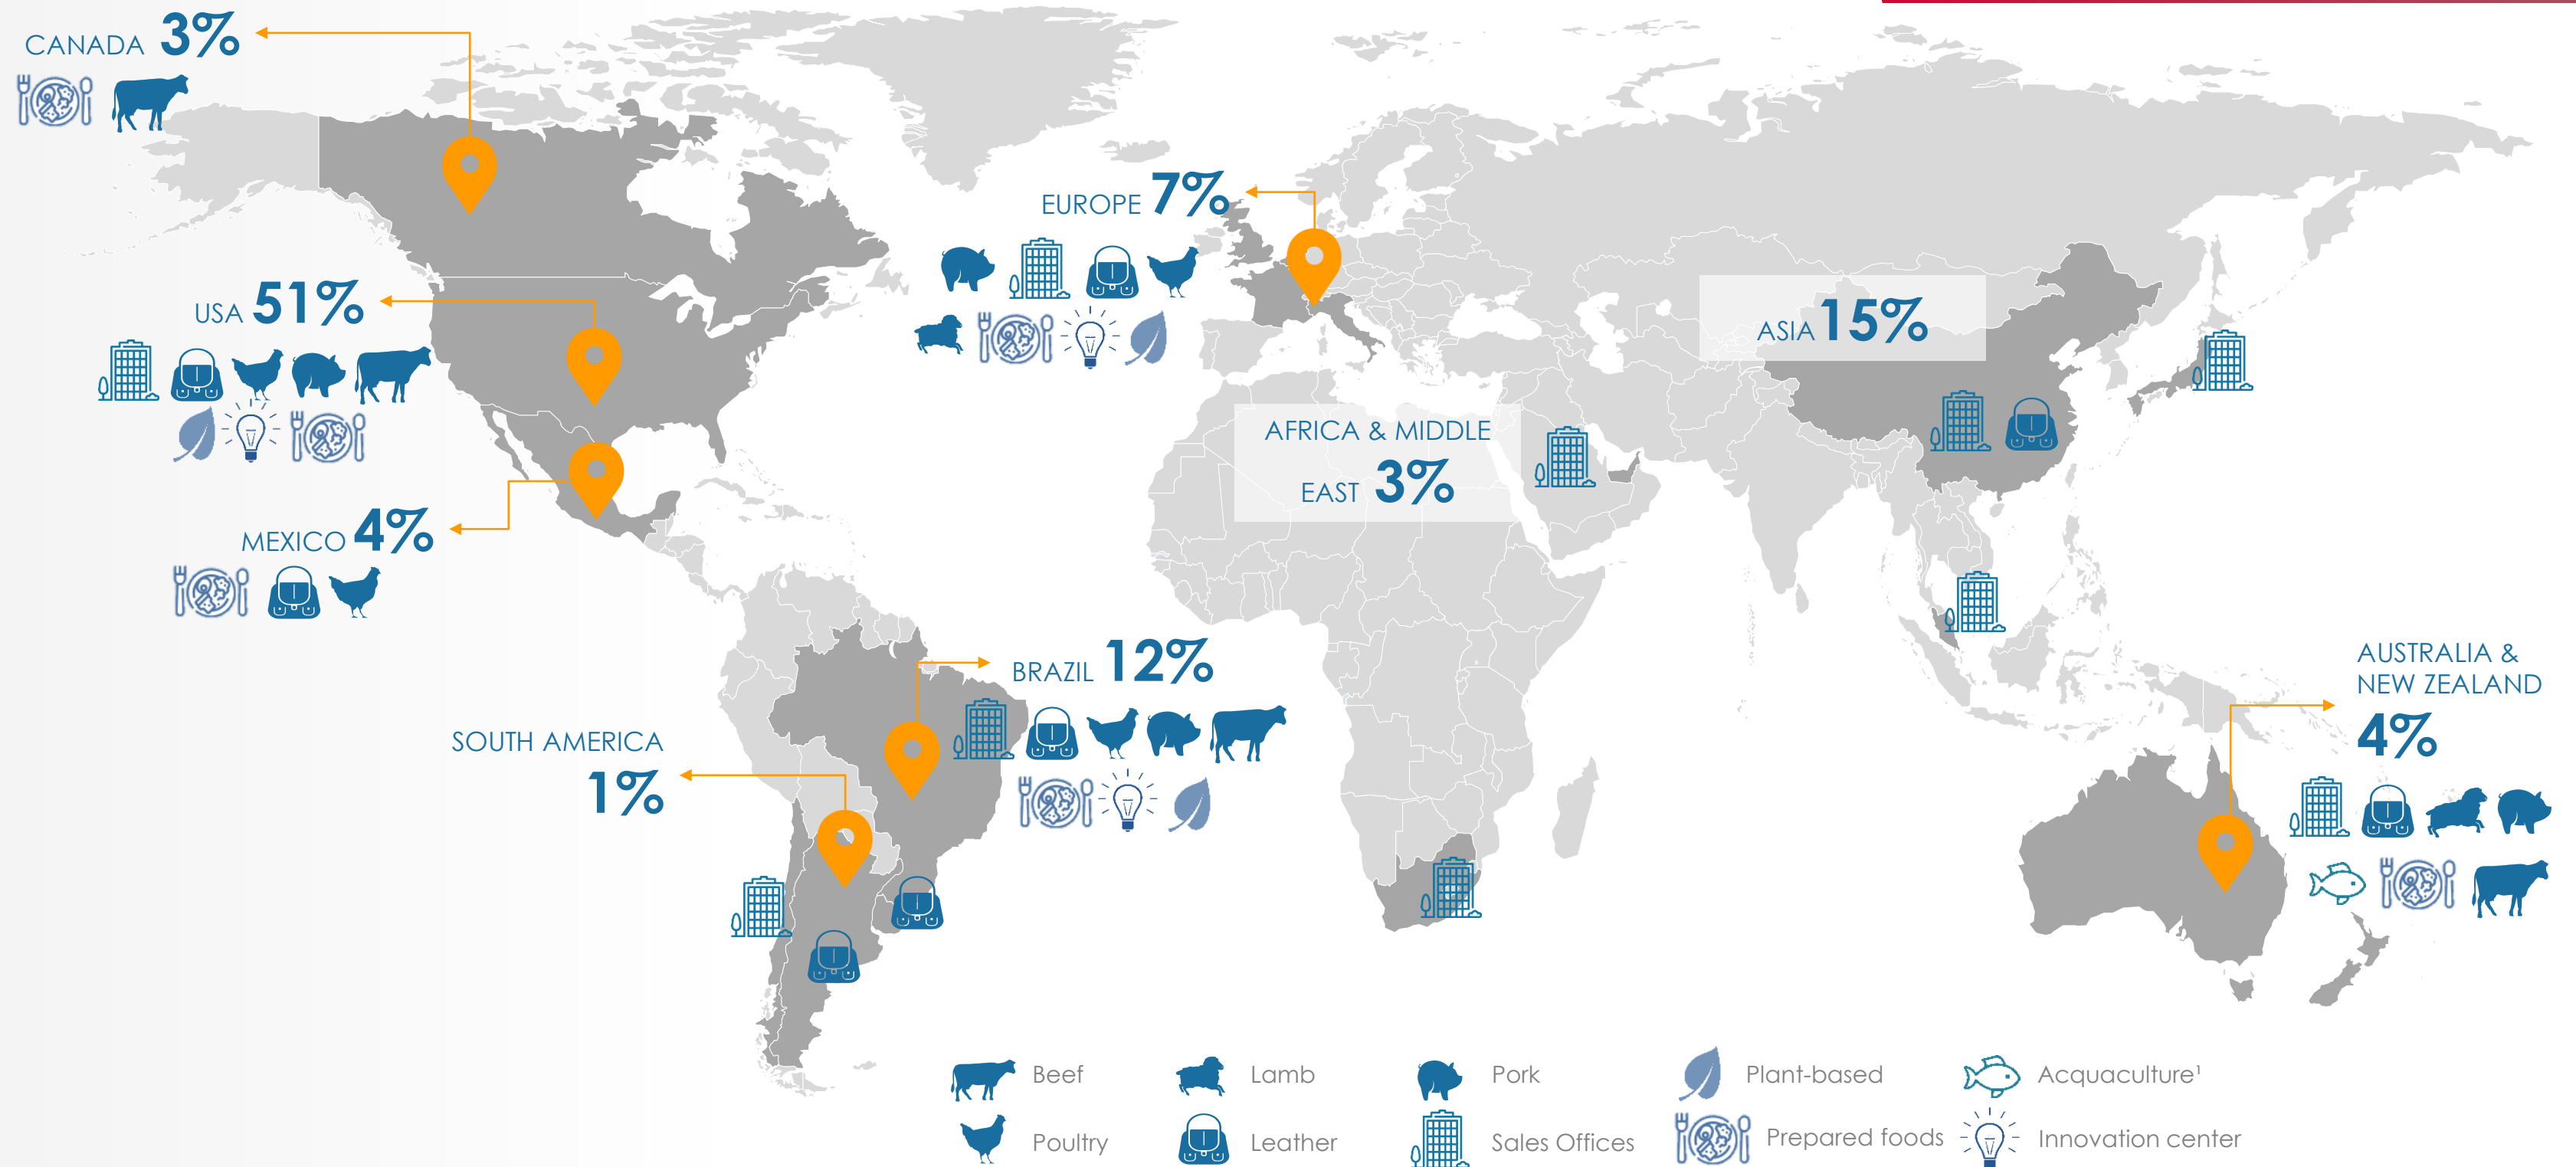 CANADA 3%
USA 51%
MEXICO 4%
EUROPE 7%
ASIA 15%
AFRICA & MIDDLE
EAST 3%
BRAZIL 12%
SOUTH AMERICA
1%
AUSTRALIA &
NEW ZEALAND
4%
Beef
Lamb
Pork
Plant-based
Acquaculture¹
Poultry
Leather
Sales Offices
Prepared foods
Innovation center